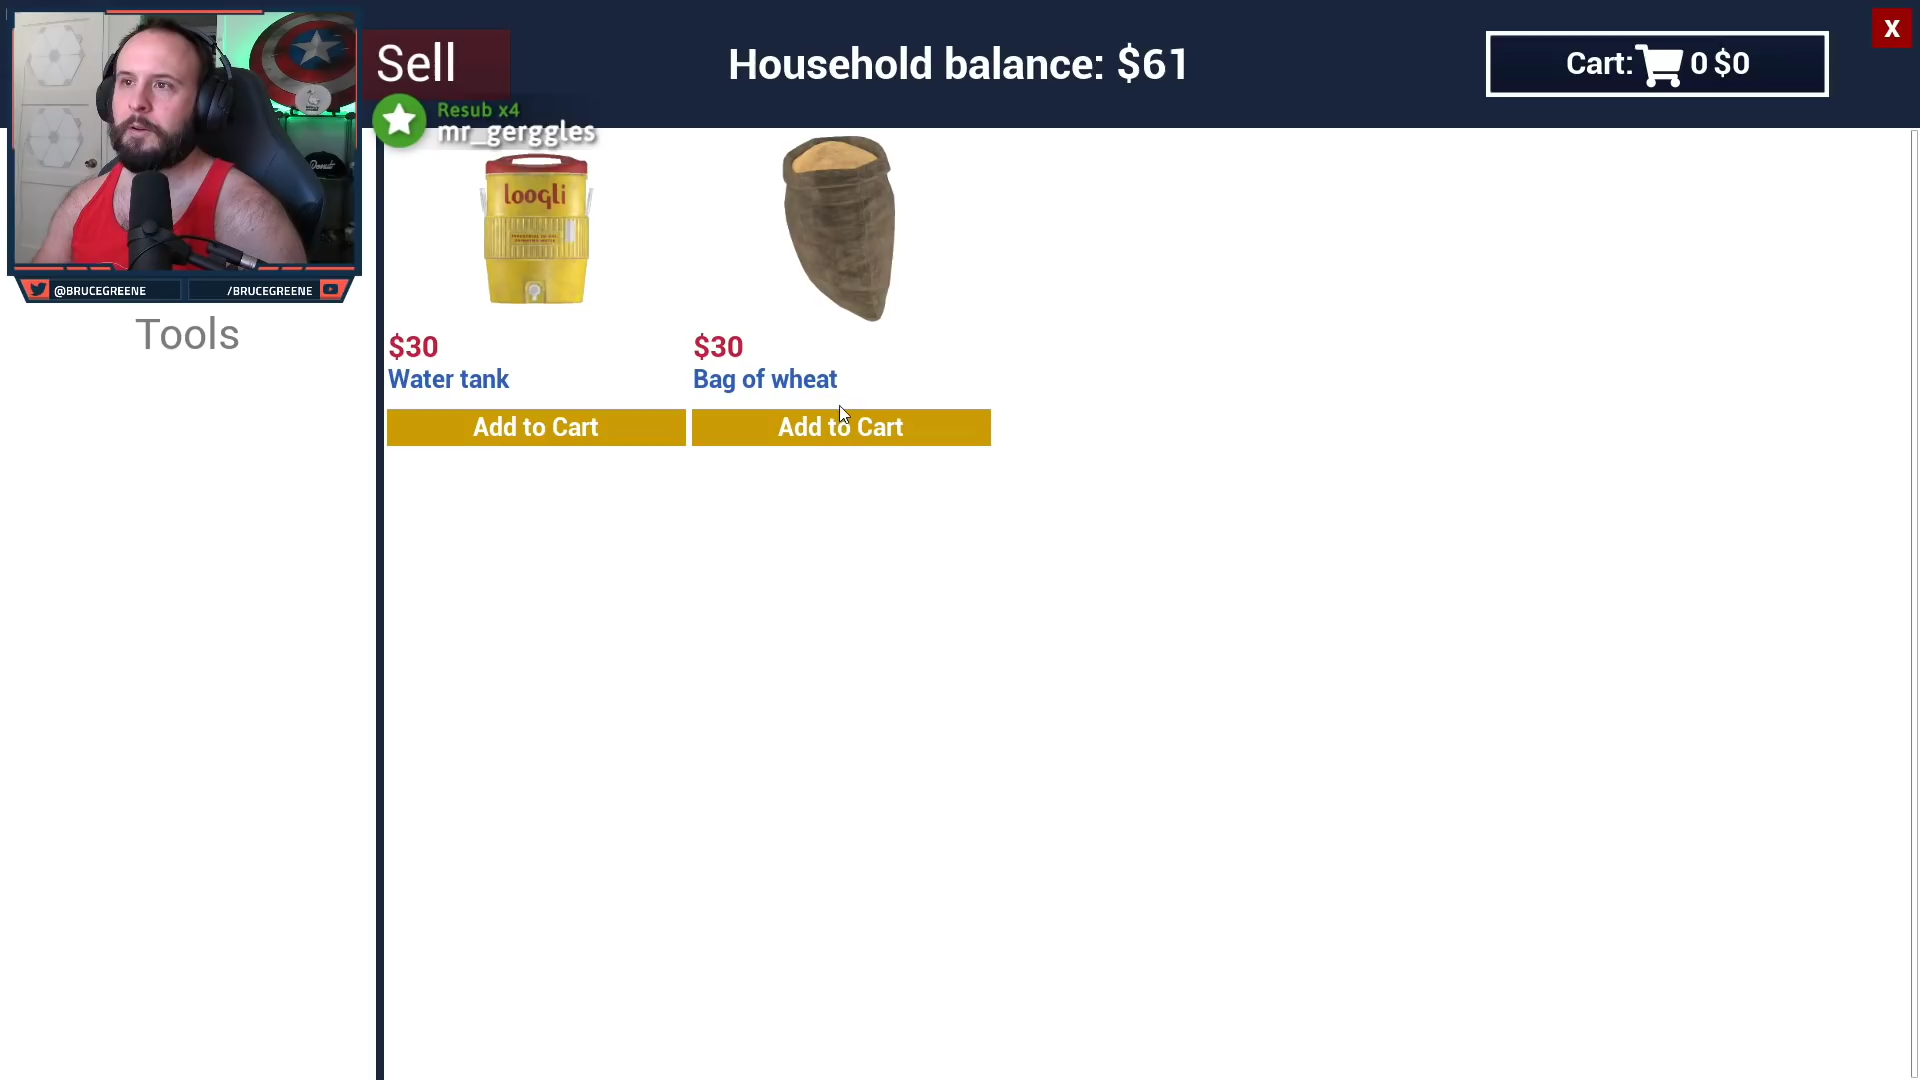 Sell
Household balance: $61
Cart: 0 $0
X
Resub x4
mr_gerggles
@BRUCEGREENE
/BRUCEGREENE
Tools
loogli
$30
Water tank
Add to Cart
$30
Bag of wheat
Add to Cart